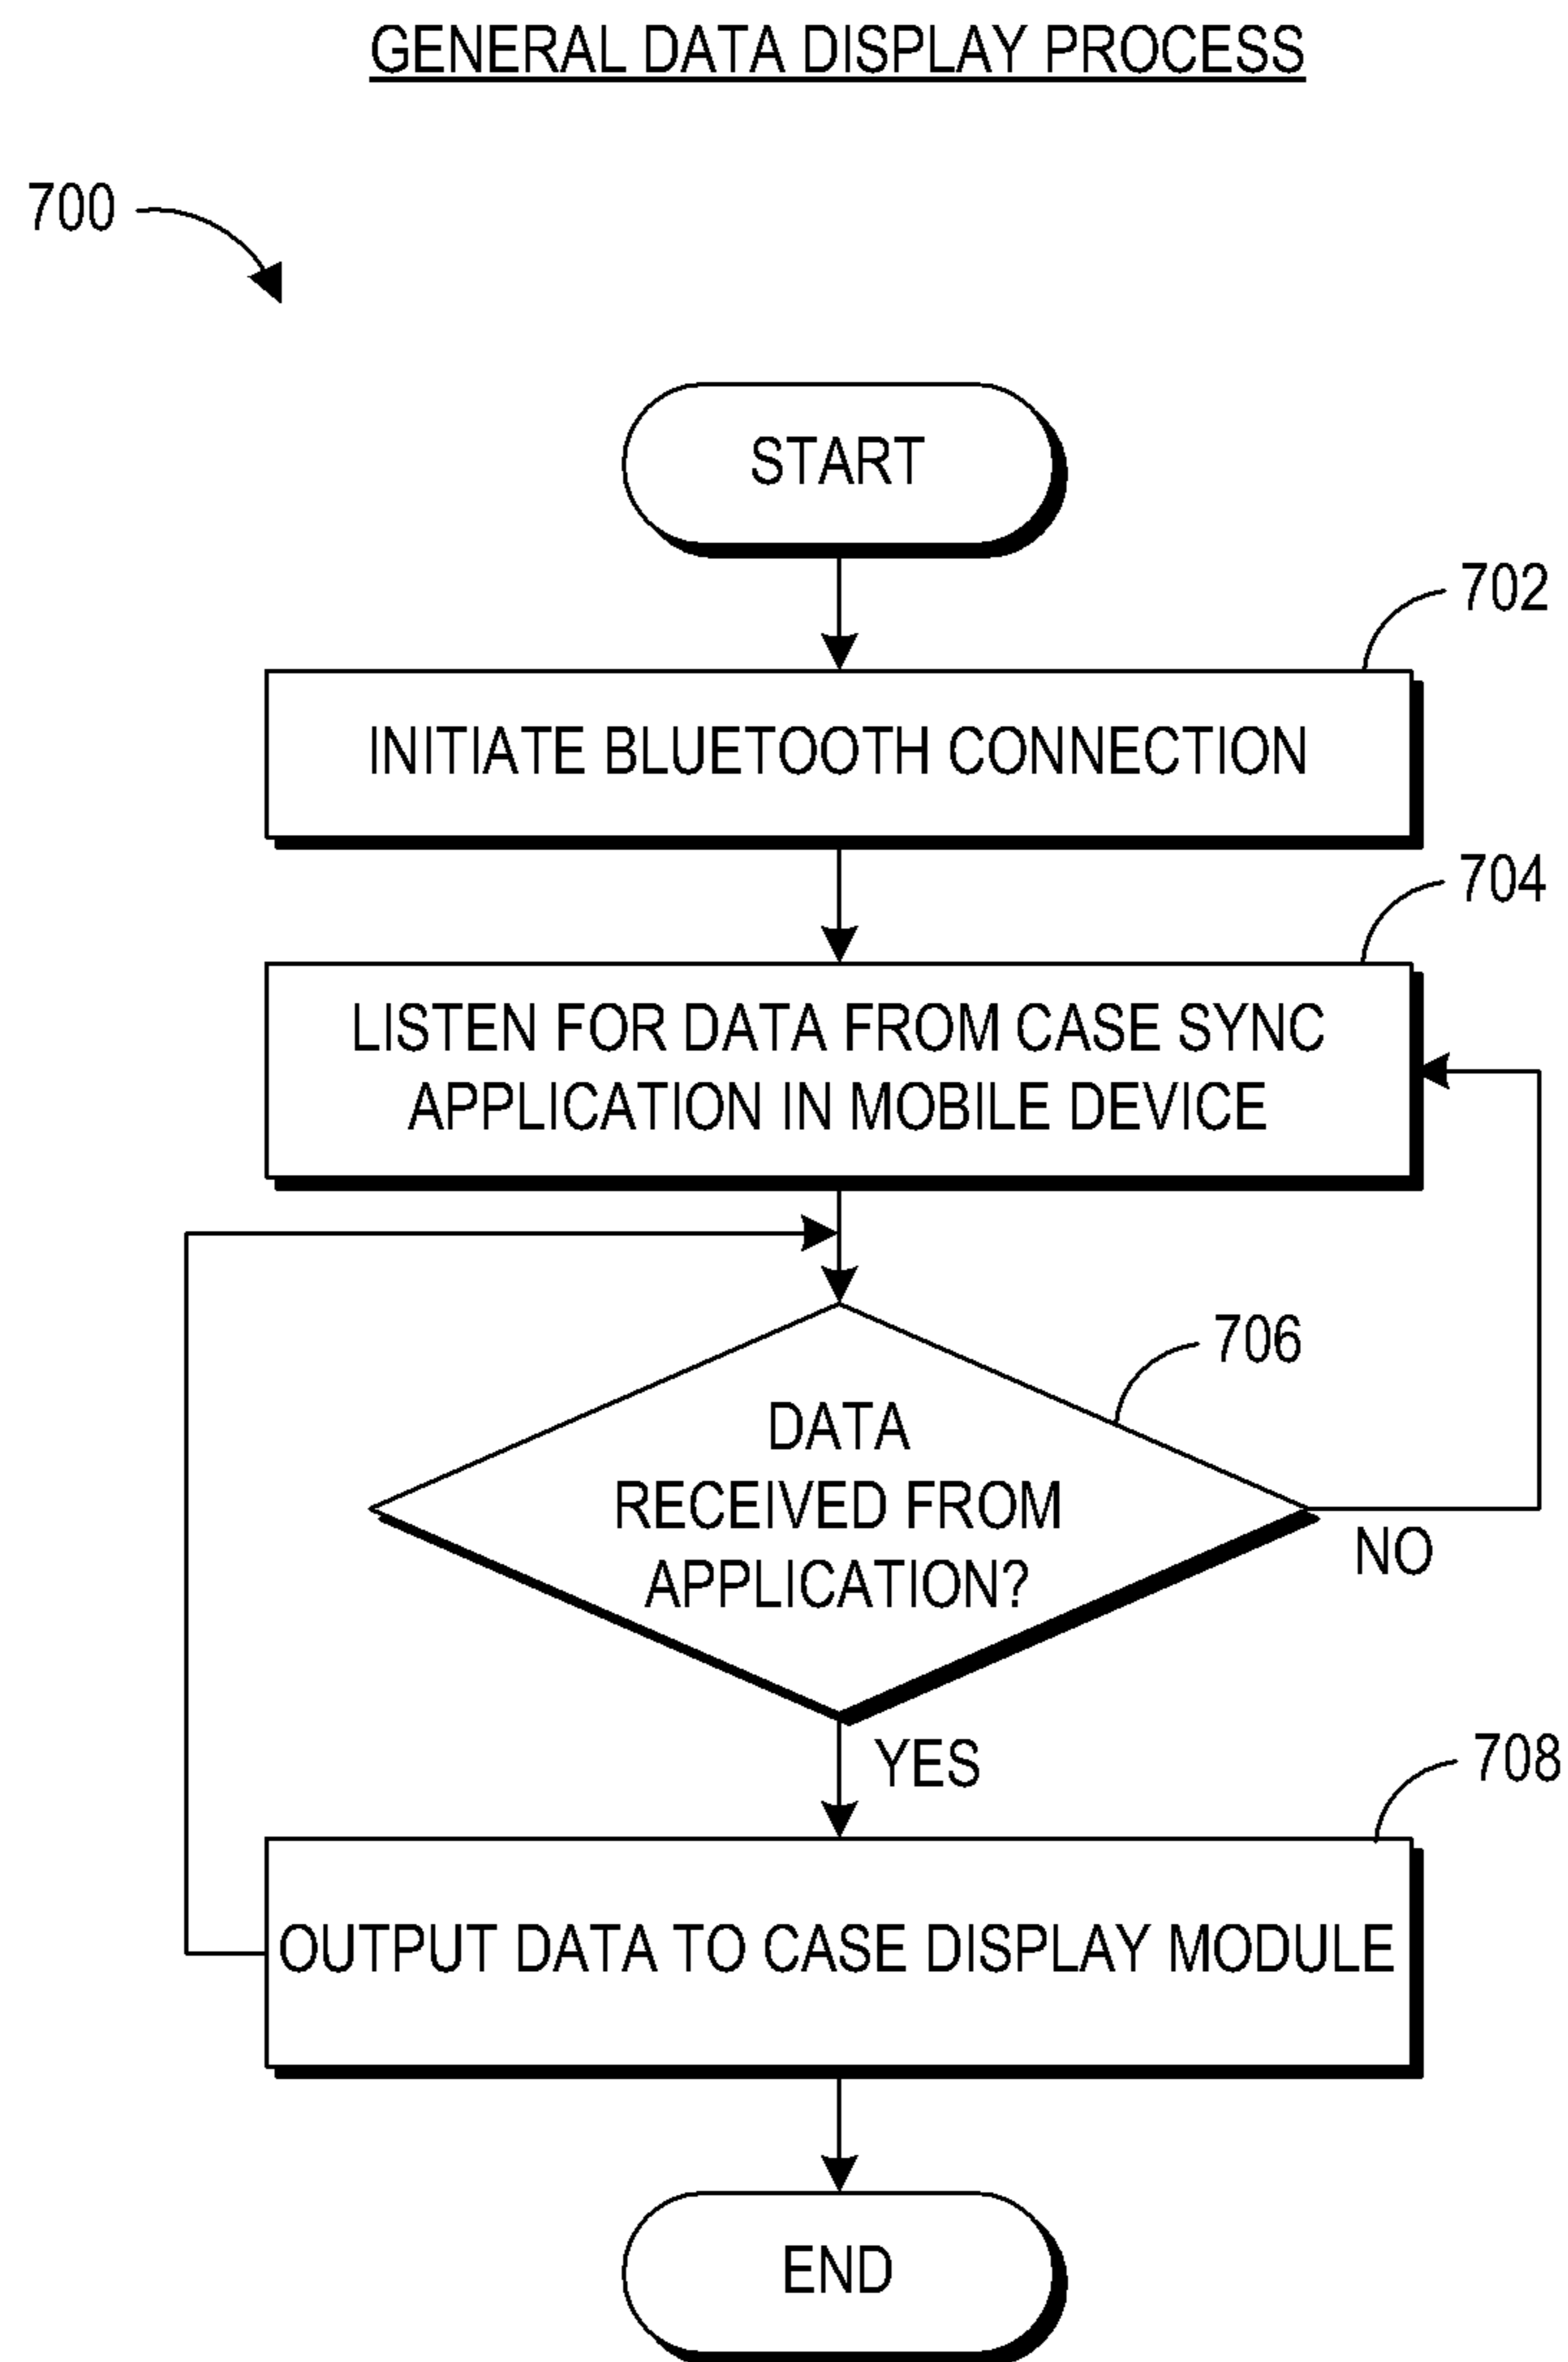 GENERAL DATA DISPLAY PROCESS
700
START
702
INITIATE BLUETOOTH CONNECTION
704
LISTEN FOR DATA FROM CASE SYNC
APPLICATION IN MOBILE DEVICE
706
DATA
RECEIVED FROM
APPLICATION?
NO
YES
708
OUTPUT DATA TO CASE DISPLAY MODULE
END